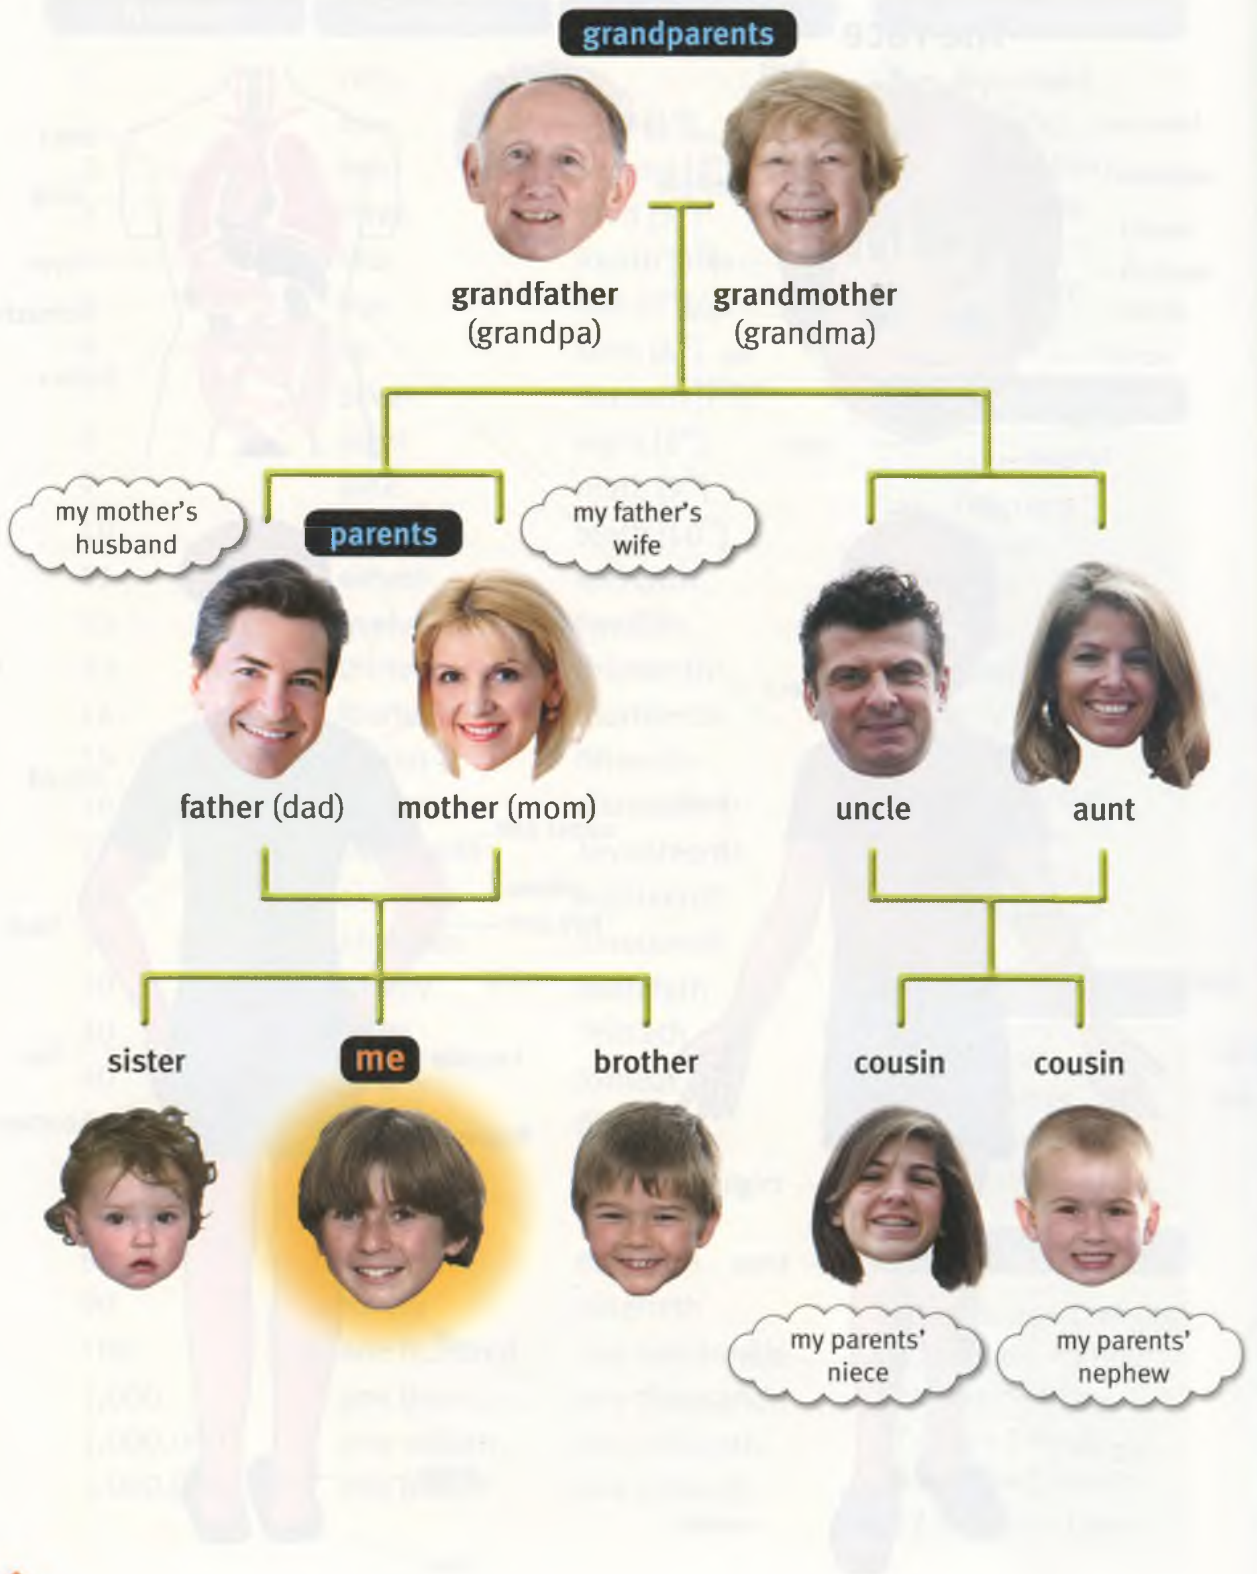 grandparents
grandfather
(grandpa)
grandmother
(grandma)
my mother's
husband
parents
my father's
wife
father (dad)
mother (mom)
uncle
aunt
sister
me
brother
cousin
cousin
my parents'
niece
my parents'
nephew